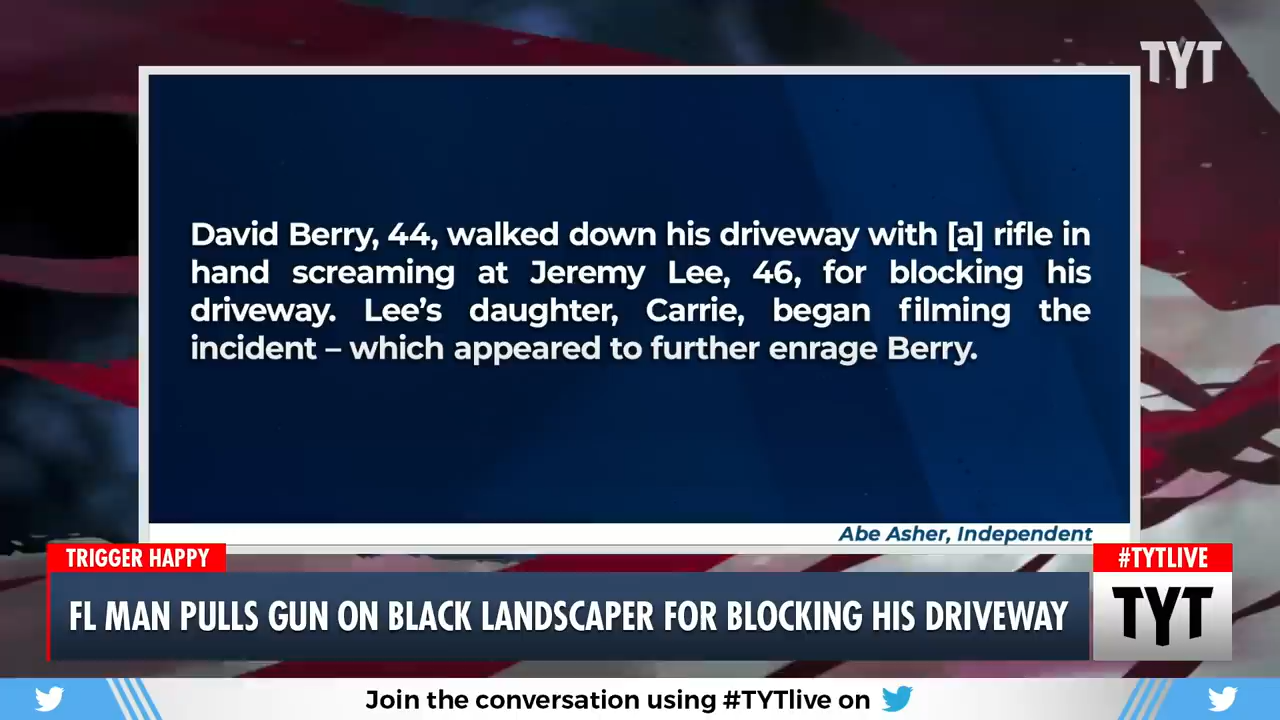 TYT
David Berry, 44, walked down his driveway with [a] rifle in
hand screaming at Jeremy Lee, 46, for blocking his
driveway. Lee's daughter, Carrie, began filming the
incident – which appeared to further enrage Berry.
Abe Asher, Independent
TRIGGER HAPPY
#TYTLIVE
FL MAN PULLS GUN ON BLACK LANDSCAPER FOR BLOCKING HIS DRIVEWAY
TYT
Join the conversation using #TYTlive on